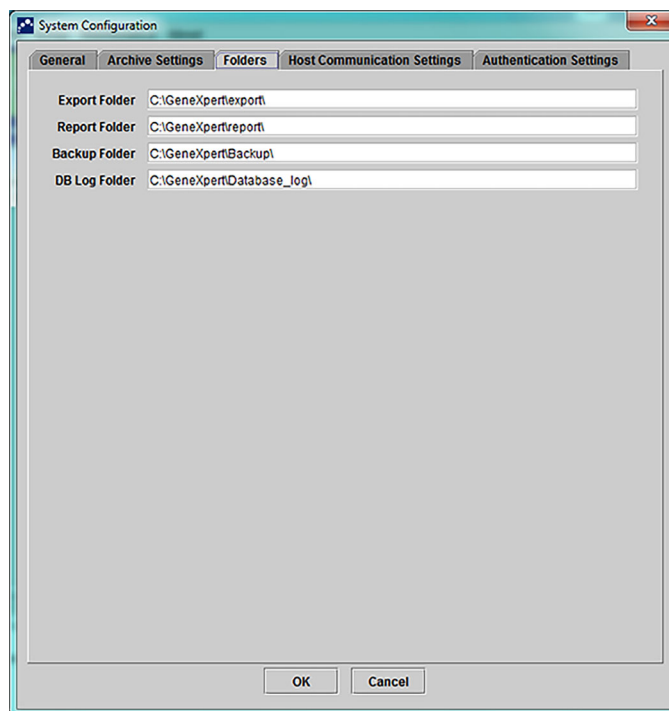 System Configuration
General Archive Settings Folders Host Communication Settings Authentication Settings
Export Folder C:\GeneXpert\export\
Report Folder C:\GeneXpert\report\
Backup Folder C:\GeneXpert\Backup\
DB Log Folder C:\GeneXpert\Database_log\
OK Cancel